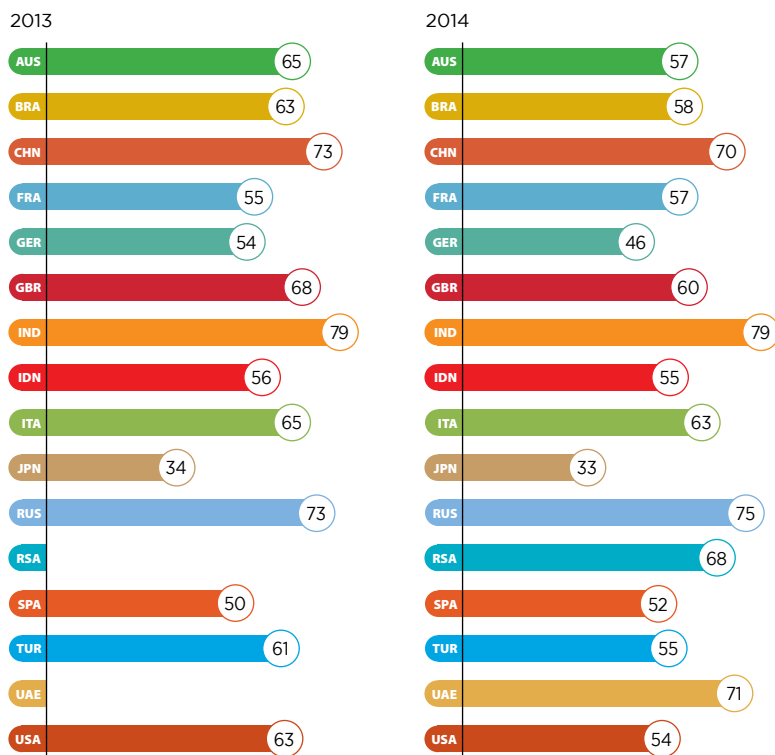 2013
AUS 65
BRA 63
CHN 73
FRA 55
GER 54
GBR 68
IND 79
IDN 56
ITA 65
JPN 34
RUS 73
RSA
SPA 50
TUR 61
UAE
USA 63
2014
AUS 57
BRA 58
CHN 70
FRA 57
GER 46
GBR 60
IND 79
IDN 55
ITA 63
JPN 33
RUS 75
RSA 68
SPA 52
TUR 55
UAE 71
USA 54